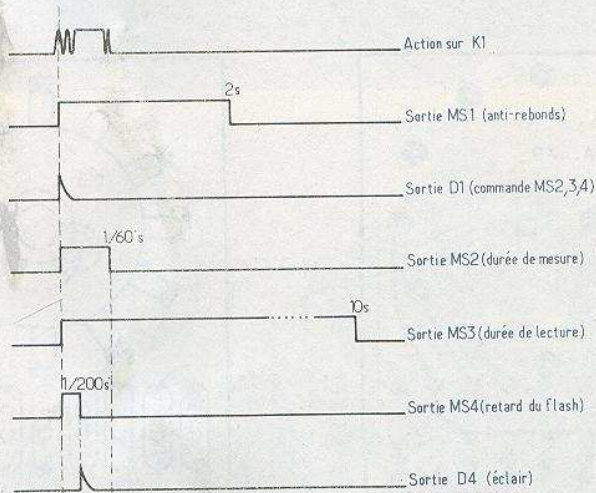 Action sur K1
2s
Sortie MS1 (anti-rebonds)
Sortie D1 (commande MS2,3,4)
1/60's
Sortie MS2 (durée de mesure)
10s
Sortie MS3 (durée de lecture)
1/200s
Sortie MS4 (retard du flash)
Sortie D4 (éclair)